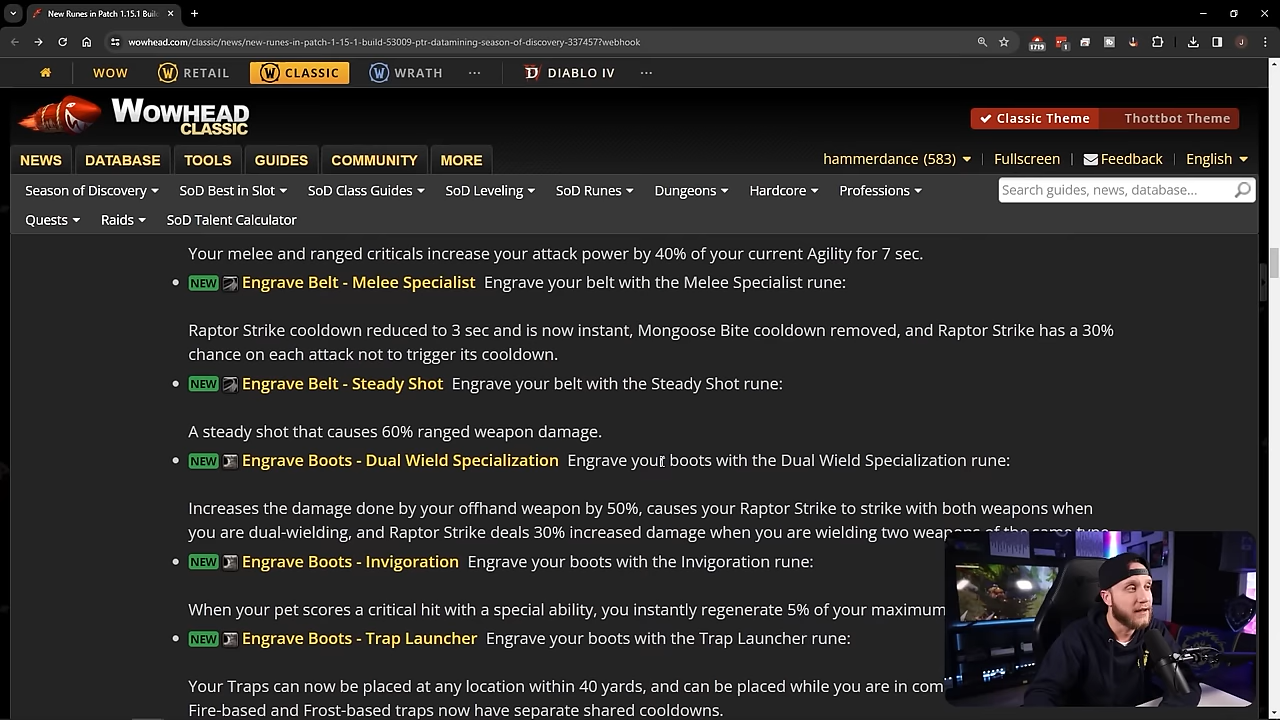 New Runes in Patch 1.15.1 Buil
wowhead.com/classic/news/new-runes-in-patch-1-15-1-build-53009-ptr-datamining-season-of-discovery-337457?webhook
1719
1
J
WOW RETAIL CLASSIC WRATH DIABLO IV
WOWHEAD
CLASSIC
Classic Theme Thottbot Theme
NEWS DATABASE TOOLS GUIDES COMMUNITY MORE
hammerdance (583) Fullscreen Feedback English
Season of Discovery SoD Best in Slot SoD Class Guides SoD Leveling SoD Runes Dungeons Hardcore Professions
Search guides, news, database...
Quests Raids SoD Talent Calculator
Your melee and ranged criticals increase your attack power by 40% of your current Agility for 7 sec.
NEW Engrave Belt - Melee Specialist Engrave your belt with the Melee Specialist rune:
Raptor Strike cooldown reduced to 3 sec and is now instant, Mongoose Bite cooldown removed, and Raptor Strike has a 30%
chance on each attack not to trigger its cooldown.
NEW Engrave Belt - Steady Shot Engrave your belt with the Steady Shot rune:
A steady shot that causes 60% ranged weapon damage.
NEW Engrave Boots - Dual Wield Specialization Engrave your boots with the Dual Wield Specialization rune:
Increases the damage done by your offhand weapon by 50%, causes your Raptor Strike to strike with both weapons when
you are dual-wielding, and Raptor Strike deals 30% increased damage when you are wielding two weapons of the same type.
NEW Engrave Boots - Invigoration Engrave your boots with the Invigoration rune:
When your pet scores a critical hit with a special ability, you instantly regenerate 5% of your maximum
NEW Engrave Boots - Trap Launcher Engrave your boots with the Trap Launcher rune:
Your Traps can now be placed at any location within 40 yards, and can be placed while you are in com
Fire-based and Frost-based traps now have separate shared cooldowns.